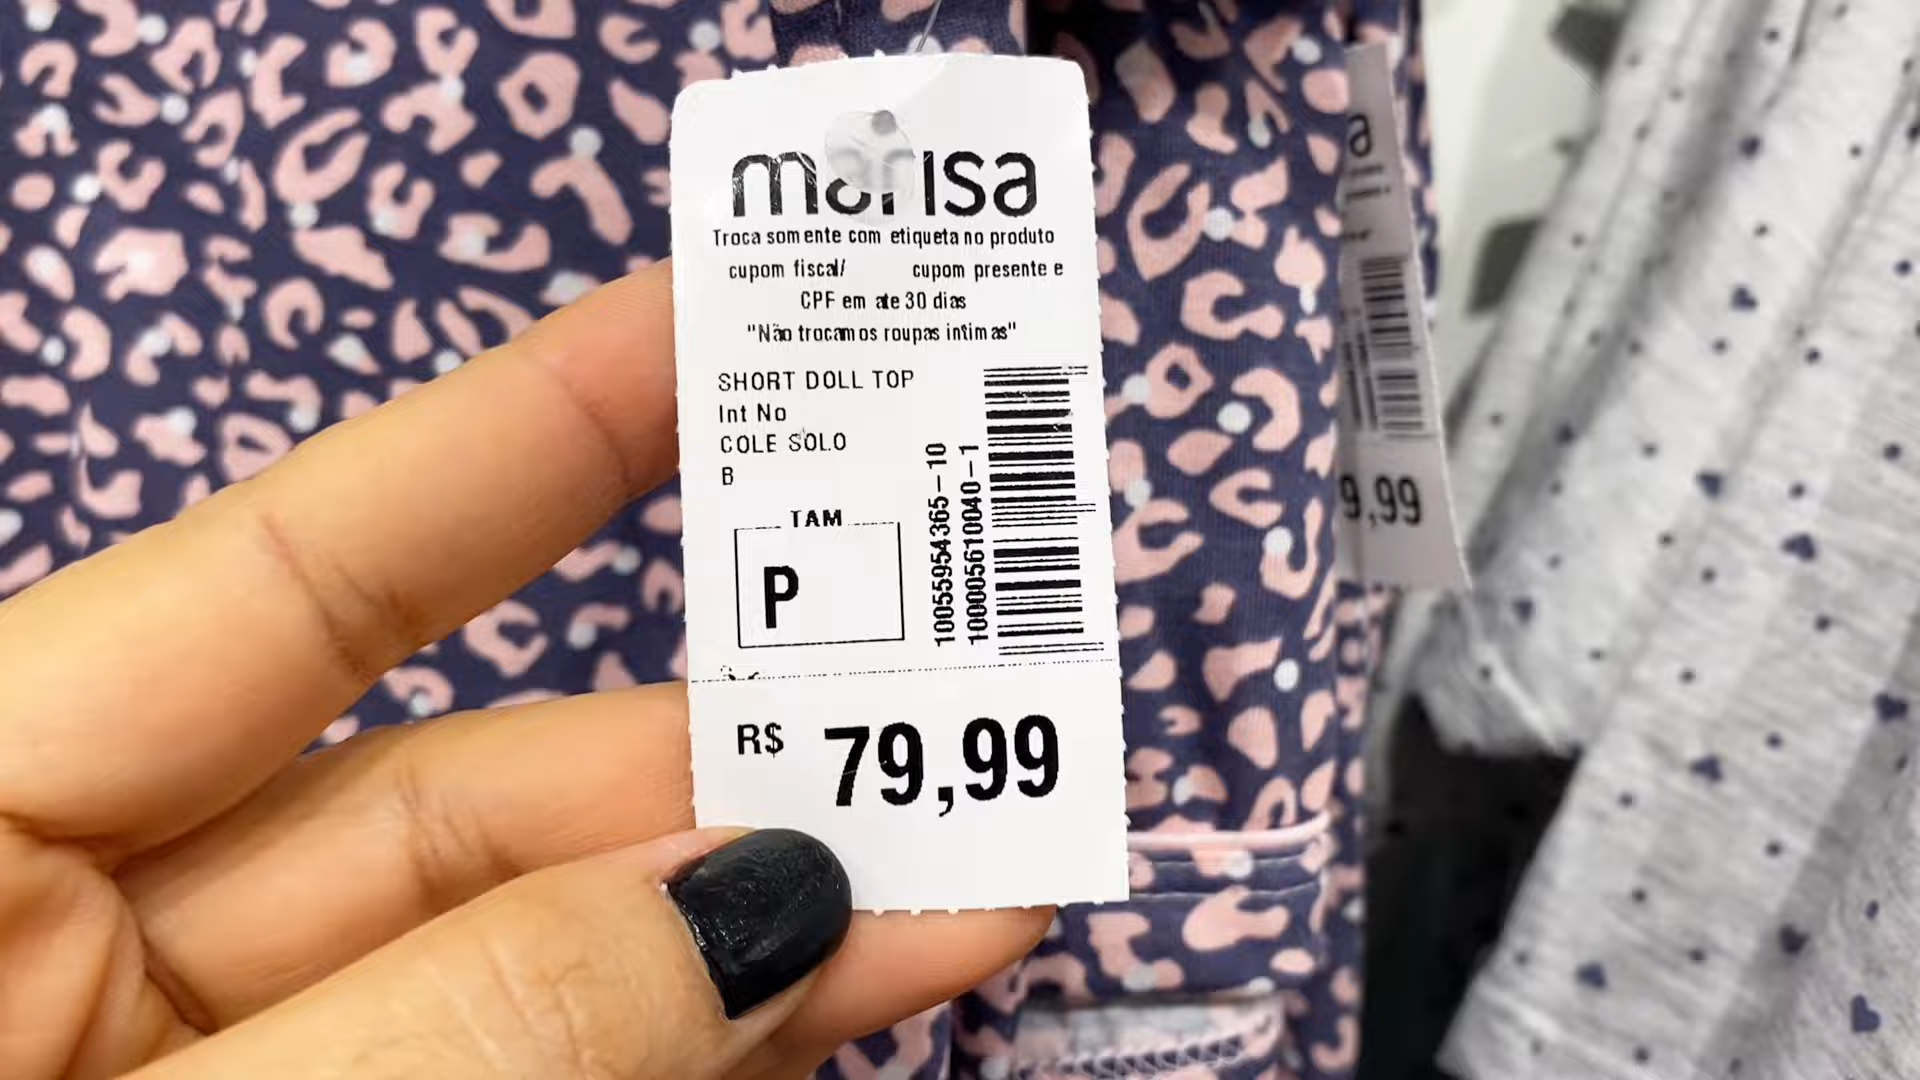 marisa
Troca somente com etiqueta no produto
cupom fiscal/ cupom presente e
CPF em ate 30 dias
"Não trocamos roupas intimas"
SHORT DOLL TOP
Int No
COLE SOLO
B
TAM
P
10055954365-10
100005610040-1
R$ 79,99
a
9,99